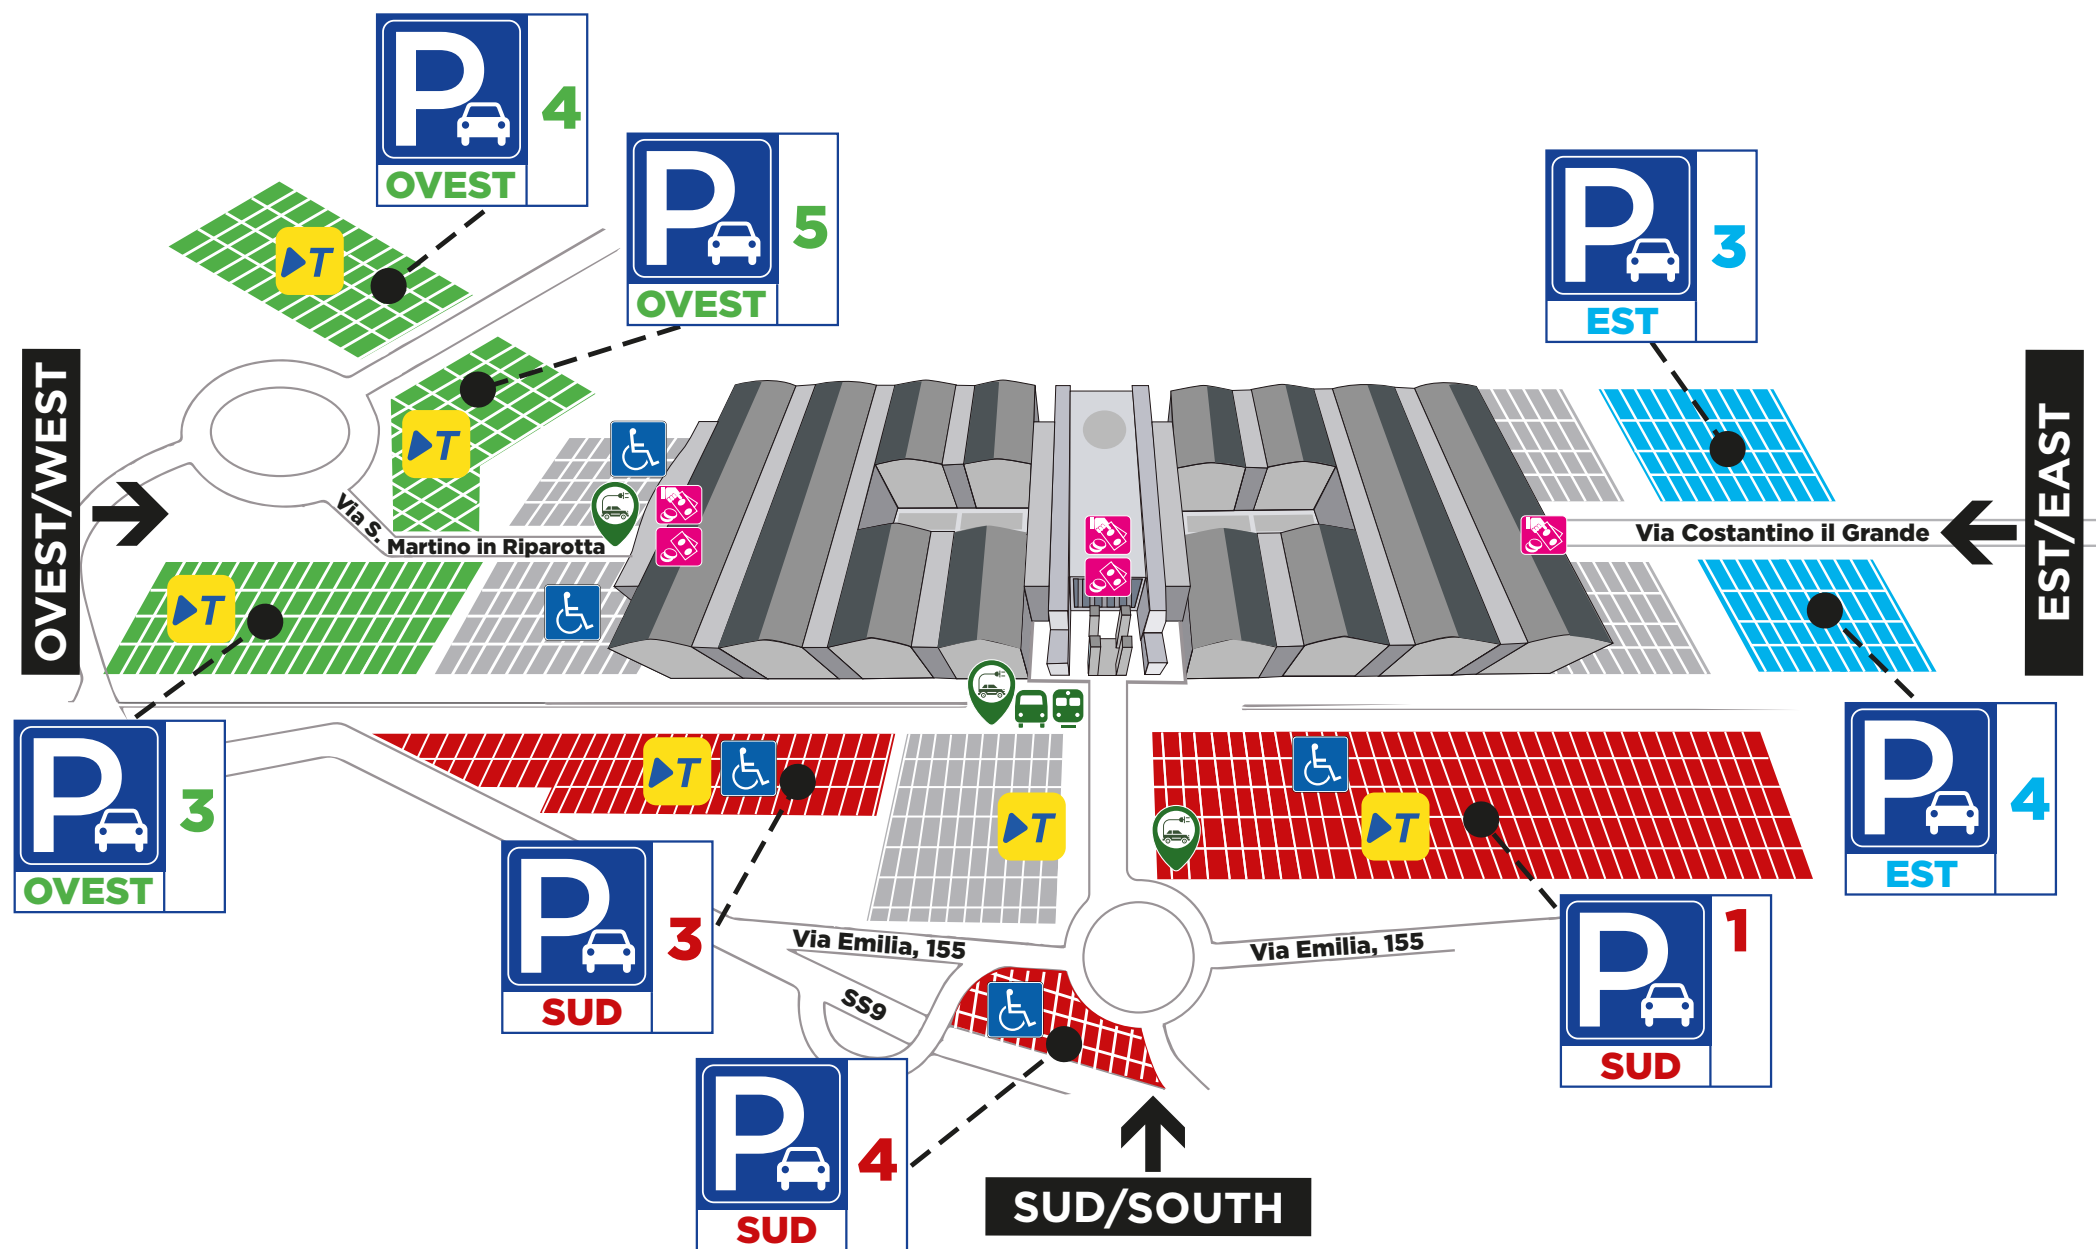 P
4
OVEST
P
5
OVEST
P
3
EST
T
T
T
OVEST/WEST
EST/EAST
Via S. Martino in Riparotta
Via Costantino il Grande
P
3
OVEST
T
T
T
P
3
SUD
P
4
EST
P
1
SUD
Via Emilia, 155
Via Emilia, 155
SS9
P
4
SUD
SUD/SOUTH